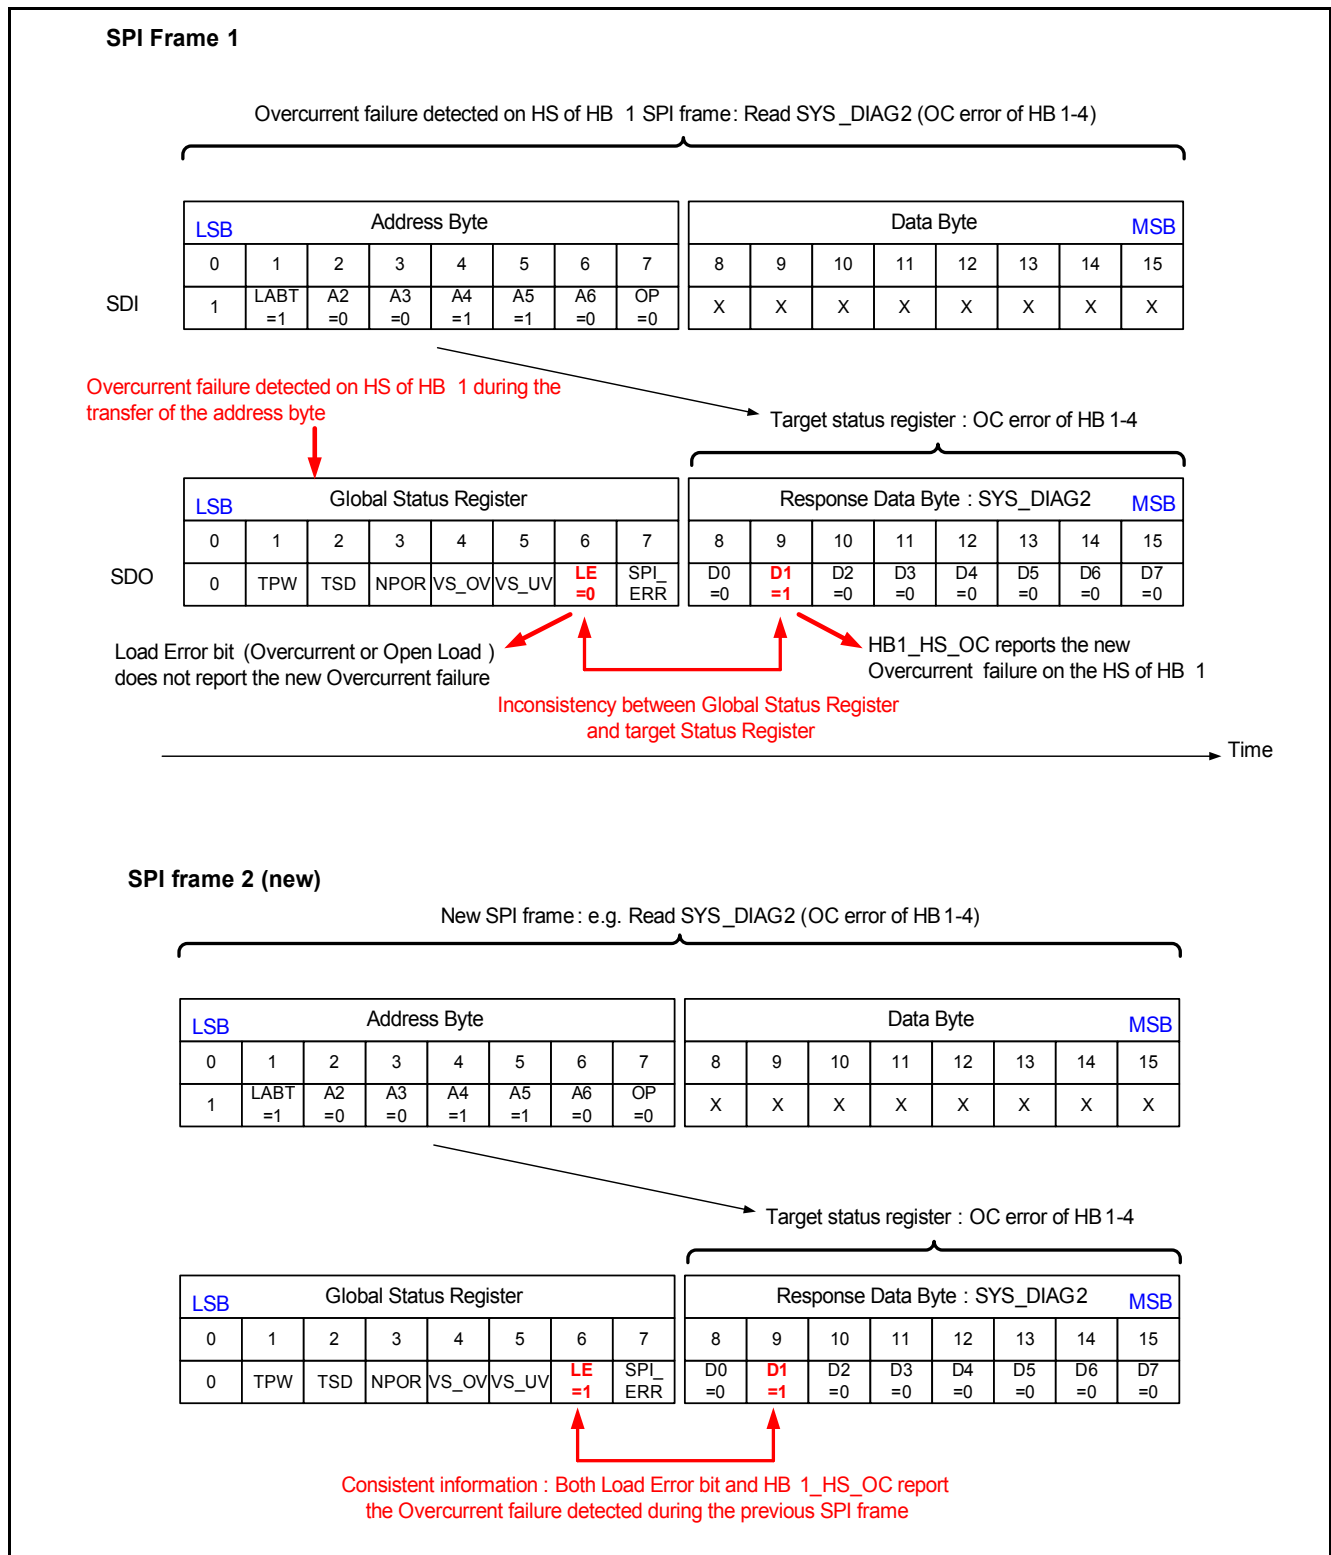 SPI Frame 1
Overcurrent failure detected on HS of HB 1 SPI frame: Read SYS_DIAG2 (OC error of HB 1-4)
LSB Address Byte Data Byte MSB
0 1 2 3 4 5 6 7 8 9 10 11 12 13 14 15
SDI 1 LABT =1 A2 =0 A3 =0 A4 =1 A5 =1 A6 =0 OP =0 X X X X X X X X
Overcurrent failure detected on HS of HB 1 during the
transfer of the address byte
Target status register : OC error of HB 1-4
LSB Global Status Register Response Data Byte : SYS_DIAG2 MSB
0 1 2 3 4 5 6 7 8 9 10 11 12 13 14 15
SDO 0 TPW TSD NPOR VS_OV VS_UV LE =0 SPI_ ERR D0 =0 D1 =1 D2 =0 D3 =0 D4 =0 D5 =0 D6 =0 D7 =0
Load Error bit (Overcurrent or Open Load )
does not report the new Overcurrent failure
HB1_HS_OC reports the new
Overcurrent failure on the HS of HB 1
Inconsistency between Global Status Register
and target Status Register
Time
SPI frame 2 (new)
New SPI frame: e.g. Read SYS_DIAG2 (OC error of HB 1-4)
LSB Address Byte Data Byte MSB
0 1 2 3 4 5 6 7 8 9 10 11 12 13 14 15
1 LABT =1 A2 =0 A3 =0 A4 =1 A5 =1 A6 =0 OP =0 X X X X X X X X
Target status register : OC error of HB 1-4
LSB Global Status Register Response Data Byte : SYS_DIAG2 MSB
0 1 2 3 4 5 6 7 8 9 10 11 12 13 14 15
0 TPW TSD NPOR VS_OV VS_UV LE =1 SPI_ ERR D0 =0 D1 =1 D2 =0 D3 =0 D4 =0 D5 =0 D6 =0 D7 =0
Consistent information : Both Load Error bit and HB 1_HS_OC report
the Overcurrent failure detected during the previous SPI frame